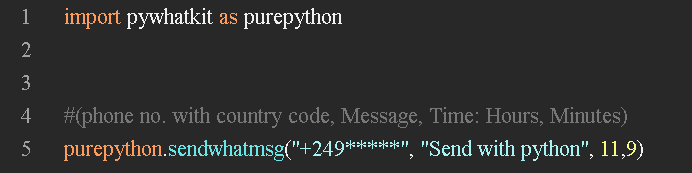 1 import pywhatkit as purepython
2
3
4 #(phone no. with country code, Message, Time: Hours, Minutes)
5 purepython.sendwhatmsg("+249*****", "Send with python", 11,9)